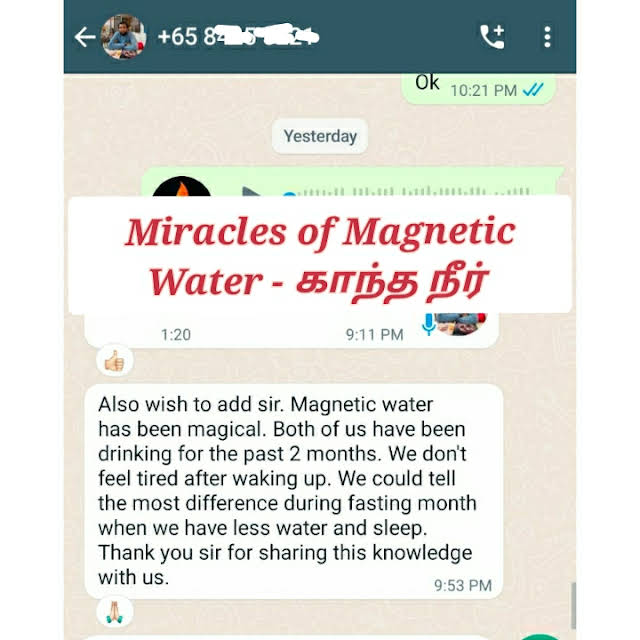 +65 8
Ok 10:21 PM
Yesterday
Miracles of Magnetic
Water - காந்த நீர்
1:20 9:11 PM
Also wish to add sir. Magnetic water
has been magical. Both of us have been
drinking for the past 2 months. We don't
feel tired after waking up. We could tell
the most difference during fasting month
when we have less water and sleep.
Thank you sir for sharing this knowledge
with us.
9:53 PM